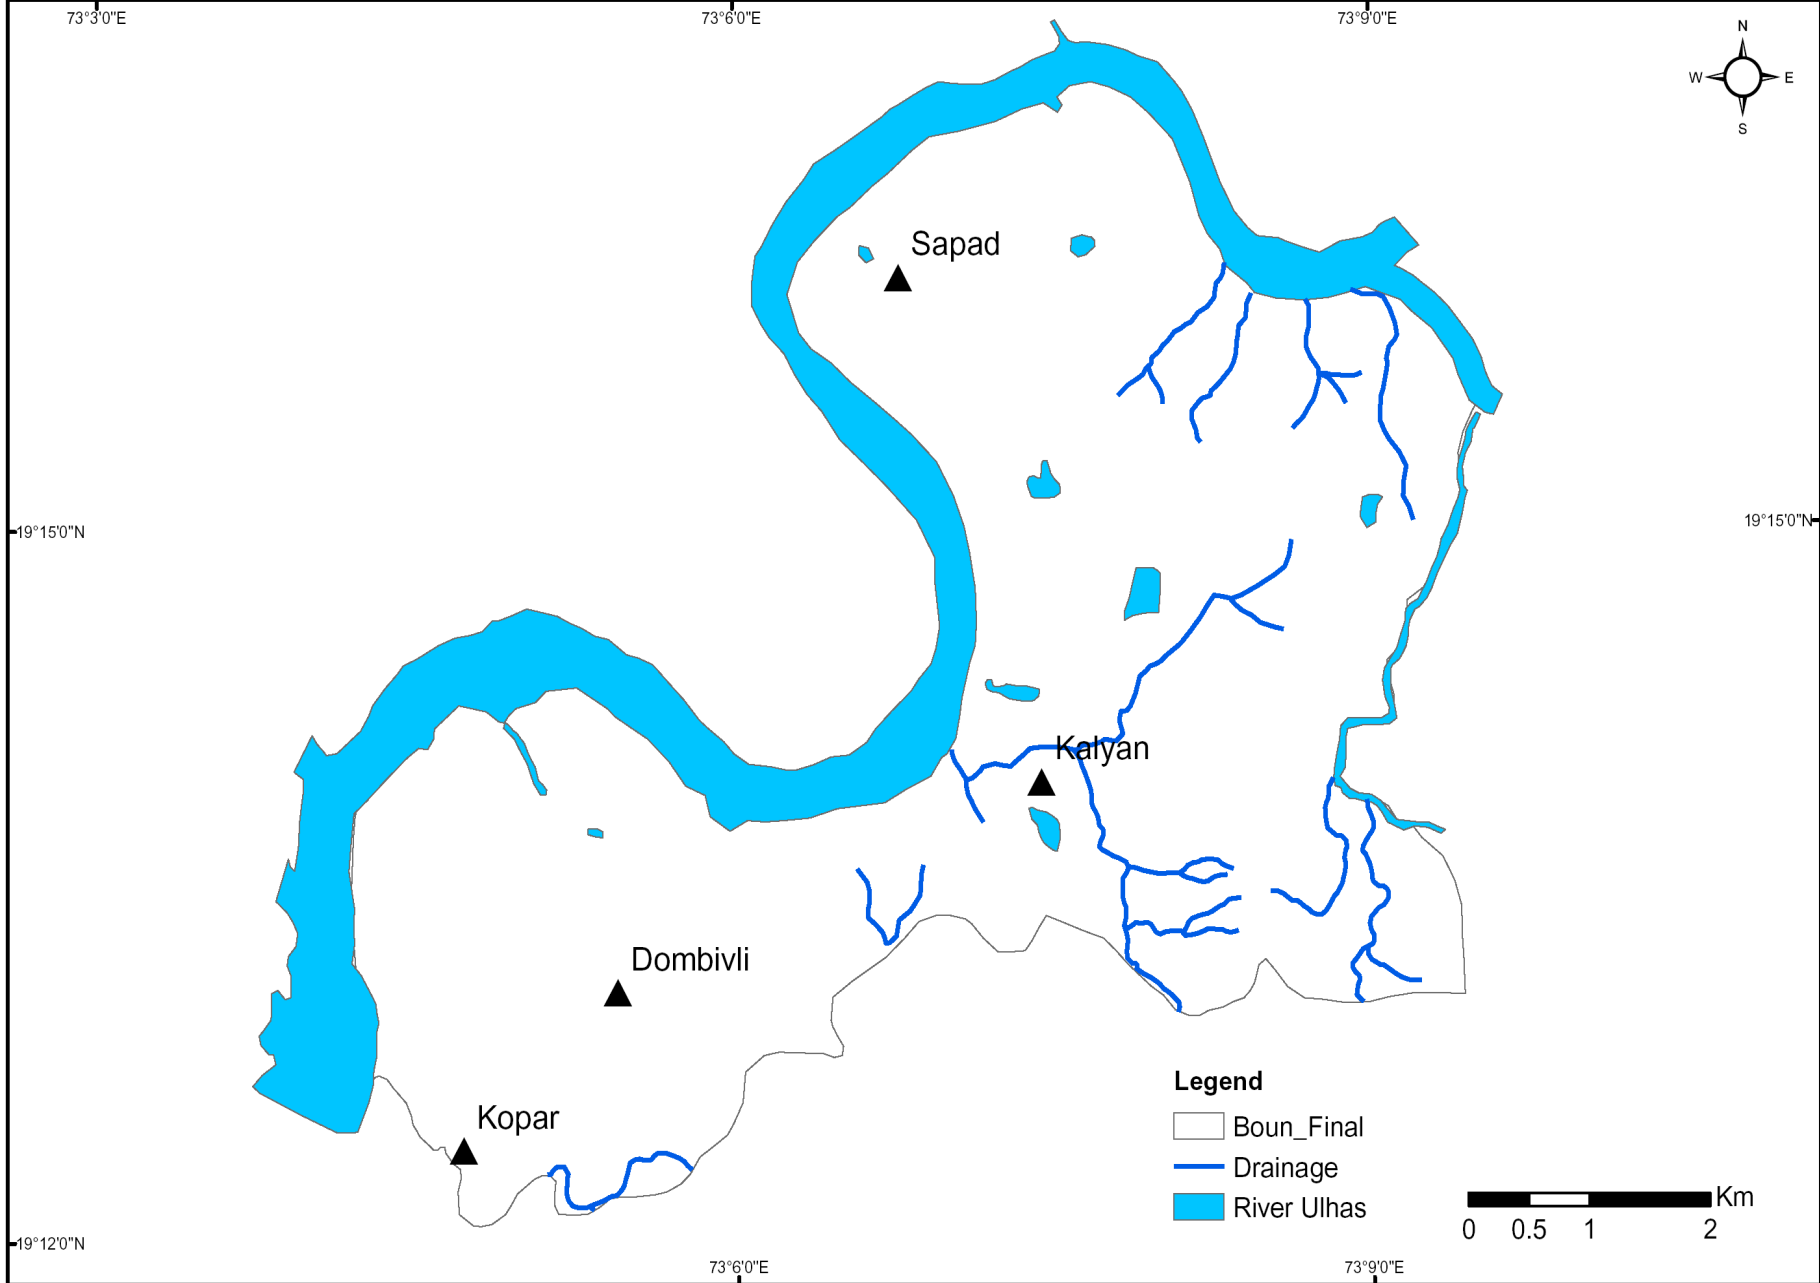 73°3'0"E
73°6'0"E
73°9'0"E
N
W
E
S
Sapad
19°15'0"N
19°15'0"N
Kalyan
Dombivli
Kopar
Legend
Boun_Final
Drainage
River Ulhas
Km
0 0.5 1 2
19°12'0"N
73°6'0"E
73°9'0"E